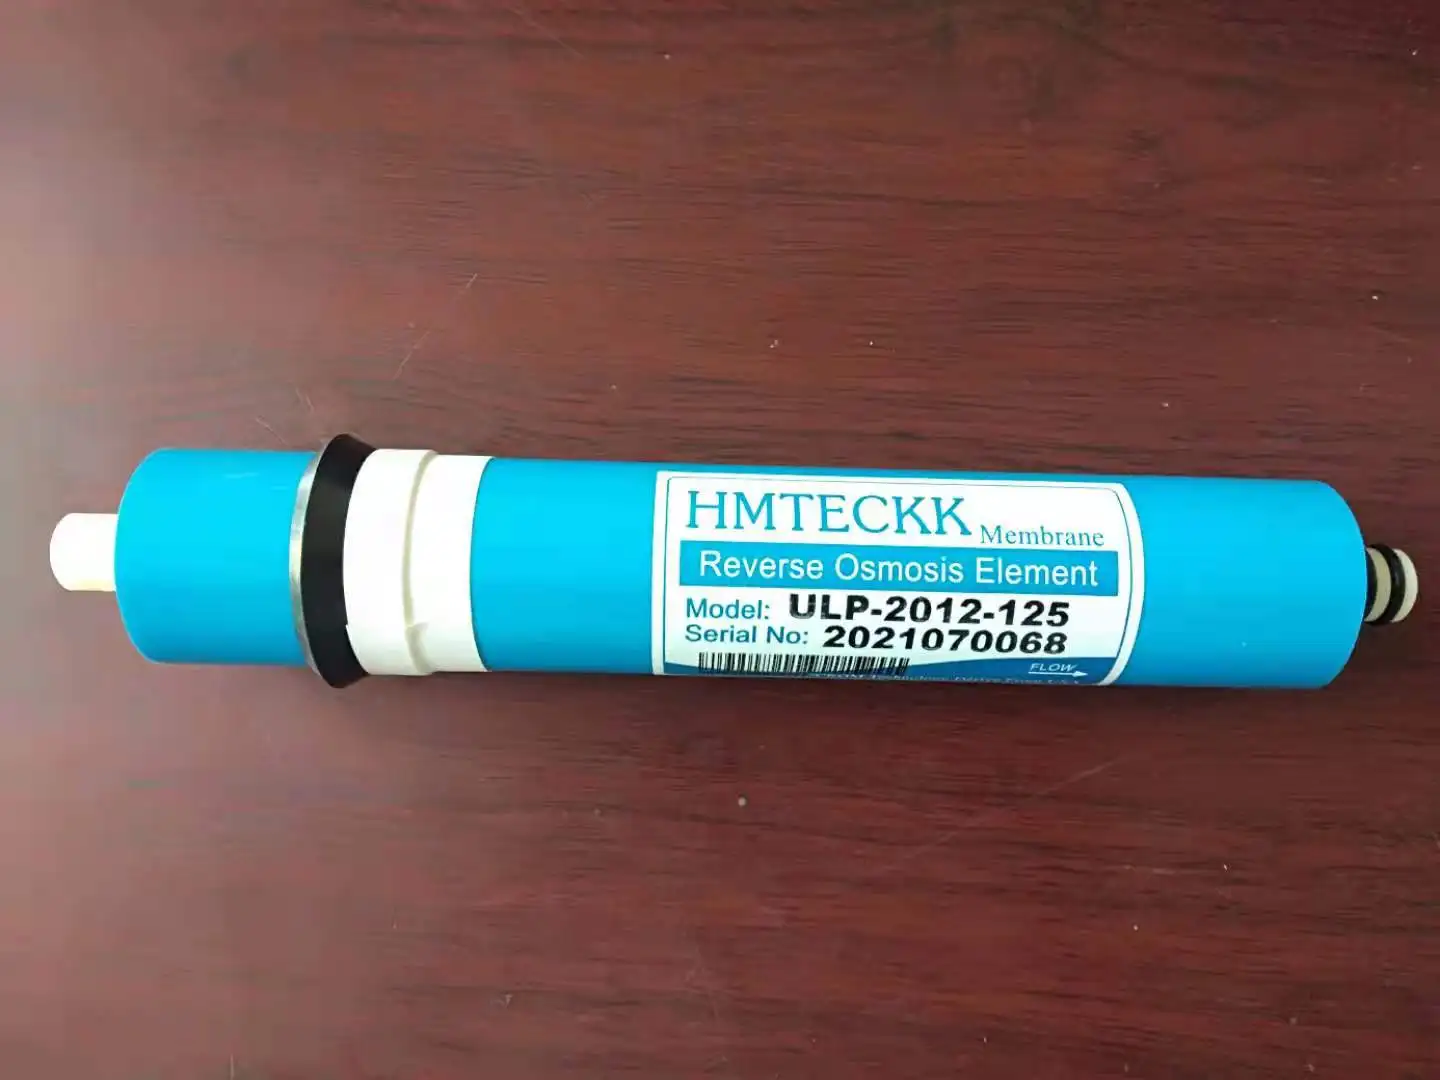 HMTECKK Membrane
Reverse Osmosis Element
Model: ULP-2012-125
Serial No: 2021070068
FLOW